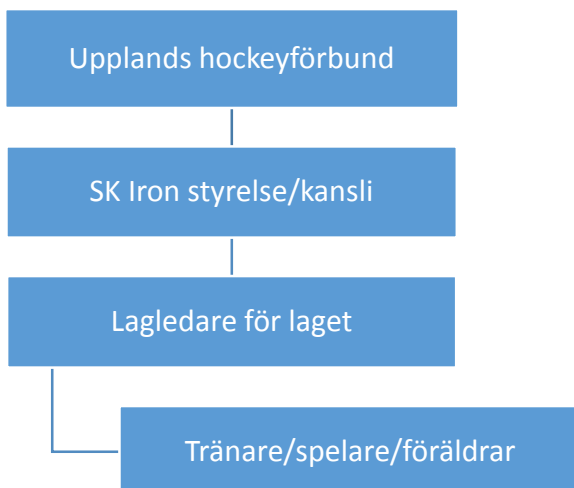 Upplands hockeyförbund
SK Iron styrelse/kansli
Lagledare för laget
Tränare/spelare/föräldrar